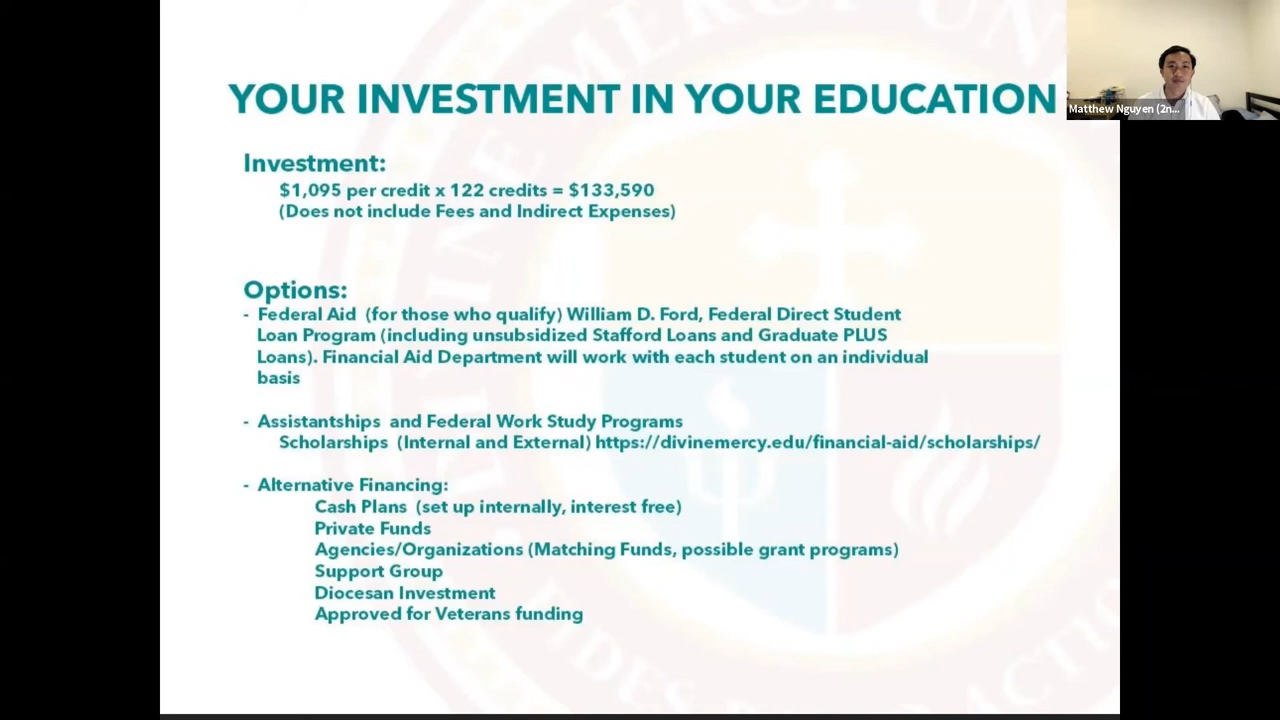 YOUR INVESTMENT IN YOUR EDUCATION
Matthew Nguyen (2n...
Investment:
$1,095 per credit x 122 credits = $133,590
(Does not include Fees and Indirect Expenses)
Options:
- Federal Aid (for those who qualify) William D. Ford, Federal Direct Student
Loan Program (including unsubsidized Stafford Loans and Graduate PLUS
Loans). Financial Aid Department will work with each student on an individual
basis
- Assistantships and Federal Work Study Programs
Scholarships (Internal and External) https://divinemercy.edu/financial-aid/scholarships/
- Alternative Financing:
Cash Plans (set up internally, interest free)
Private Funds
Agencies/Organizations (Matching Funds, possible grant programs)
Support Group
Diocesan Investment
Approved for Veterans funding